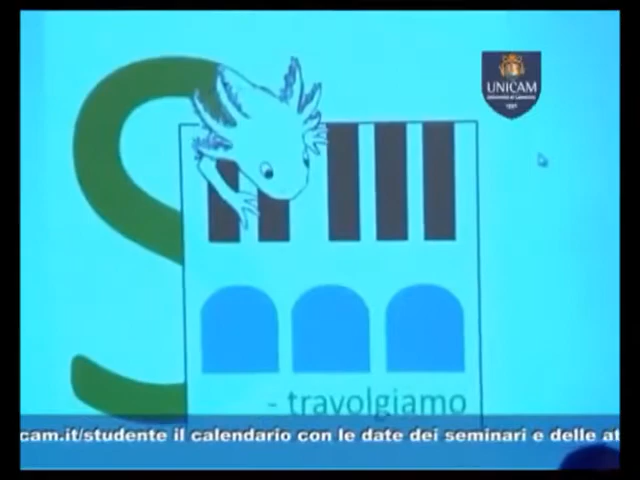 UNICAM
S
- travolgiamo
cam.it/studente il calendario con le date dei seminari e delle at